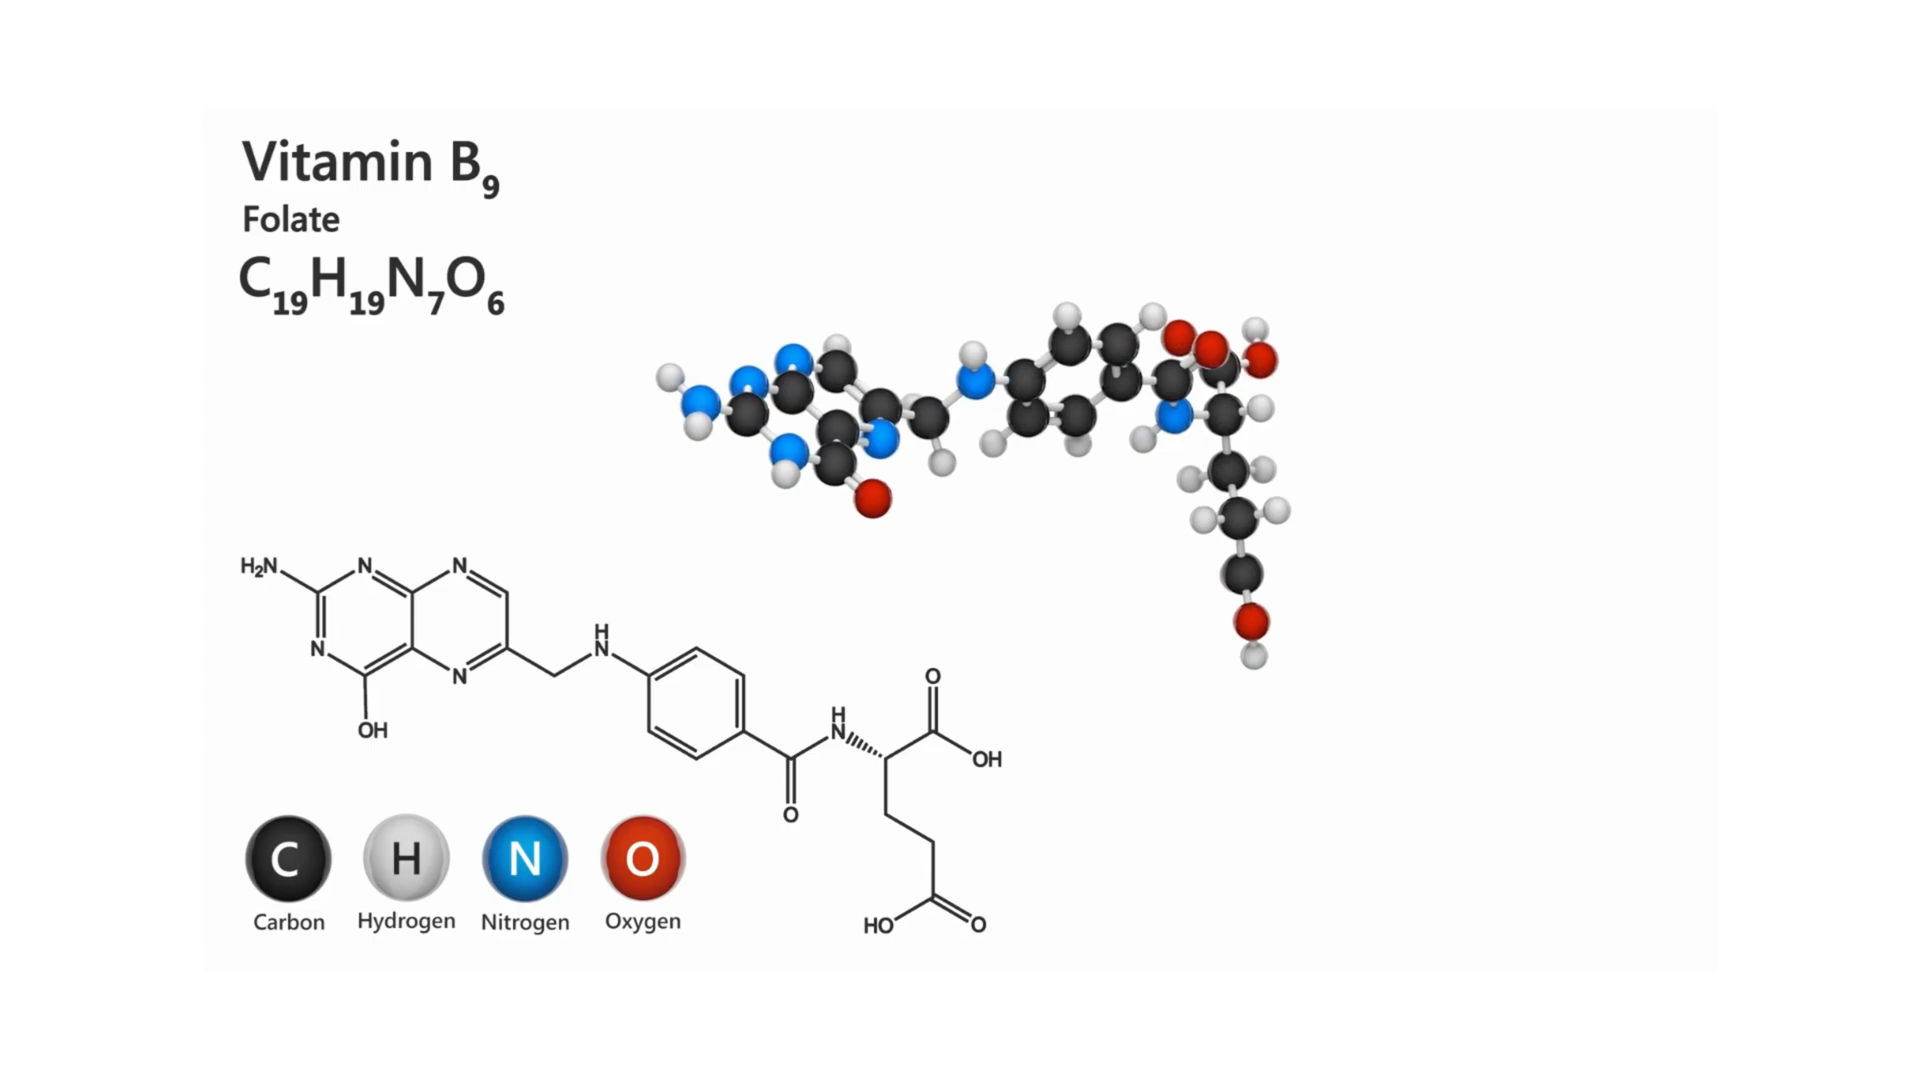 Vitamin B₉
Folate
C₁₉H₁₉N₇O₆
H₂N
N
N
N
N
OH
H
N
H
N
O
O
OH
HO
O
C
H
N
O
Carbon
Hydrogen
Nitrogen
Oxygen